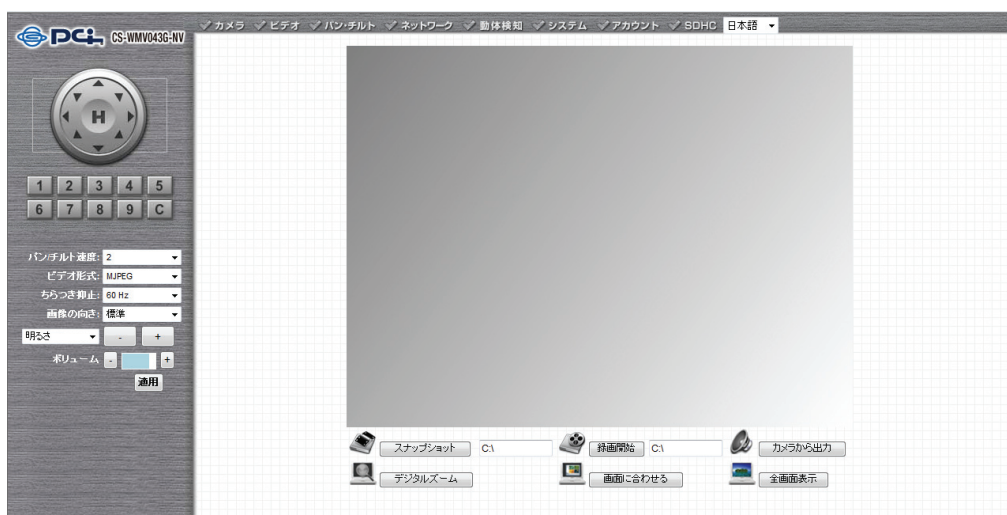 PCi CS-WMV043G-NV
カメラ ビデオ パン・チルト ネットワーク 動体検知 システム アカウント SDHC 日本語
H
1 2 3 4 5
6 7 8 9 C
パン/チルト速度: 2
ビデオ形式: MJPEG
ちらつき抑止: 60 Hz
画像の向き: 標準
明るさ - +
ボリューム - +
適用
スナップショット C:\ 録画開始 C:\ カメラから出力
デジタルズーム 画面に合わせる 全画面表示